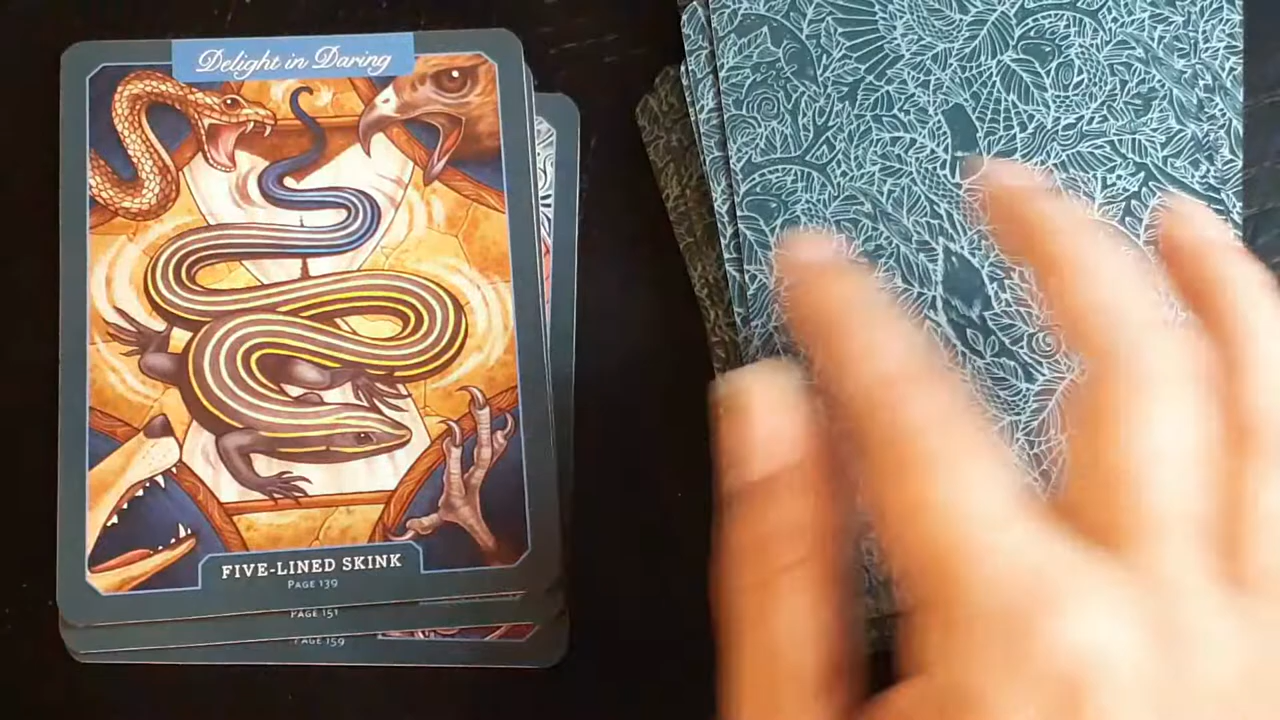 Delight in Daring
FIVE-LINED SKINK
PAGE 139
PAGE 151
PAGE 159